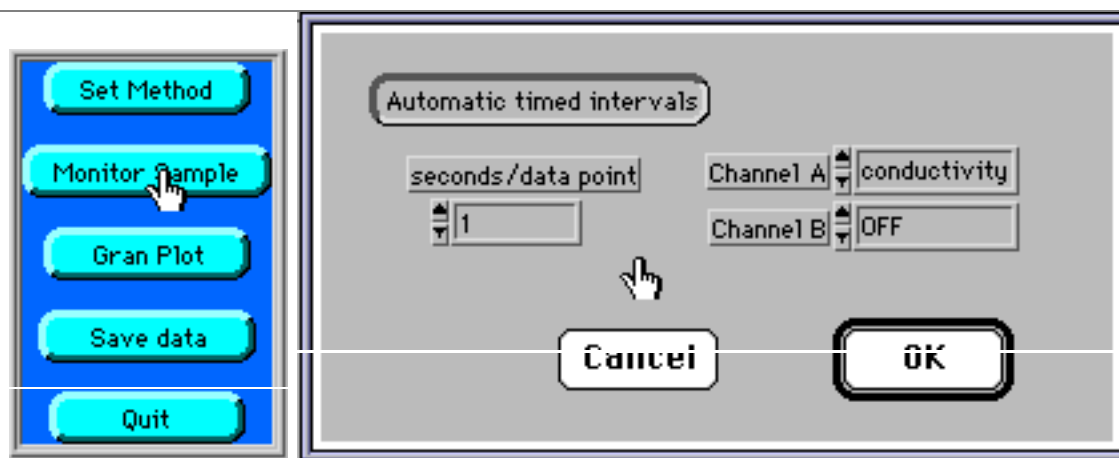 Set Method
Monitor Sample
Gran Plot
Save data
Quit
Automatic timed intervals
seconds/data point
1
Channel A conductivity
Channel B OFF
Cancel
OK